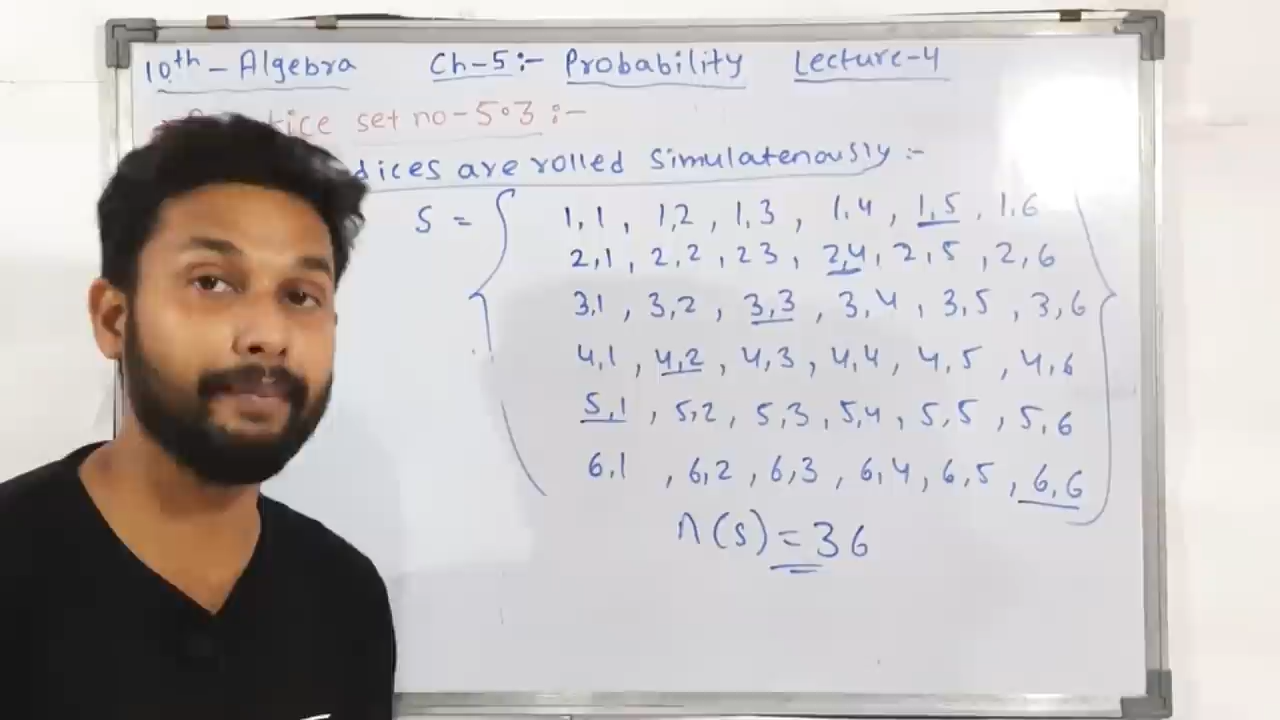 10th - Algebra Ch-5:- Probability Lecture-4
set no - 5.3 :-
dices are rolled Simulatenously :-
S = { 1,1 , 1,2 , 1,3 , 1,4 , 1,5 , 1,6
2,1 , 2,2 , 23 , 2,4 , 2,5 , 2,6
3,1 , 3,2 , 3,3 , 3,4 , 3,5 , 3,6
4,1 , 4,2 , 4,3 , 4,4 , 4,5 , 4,6
5,1 , 5,2 , 5,3 , 5,4 , 5,5 , 5,6
6,1 , 6,2 , 6,3 , 6,4 , 6,5 , 6,6 }
n(s) = 36